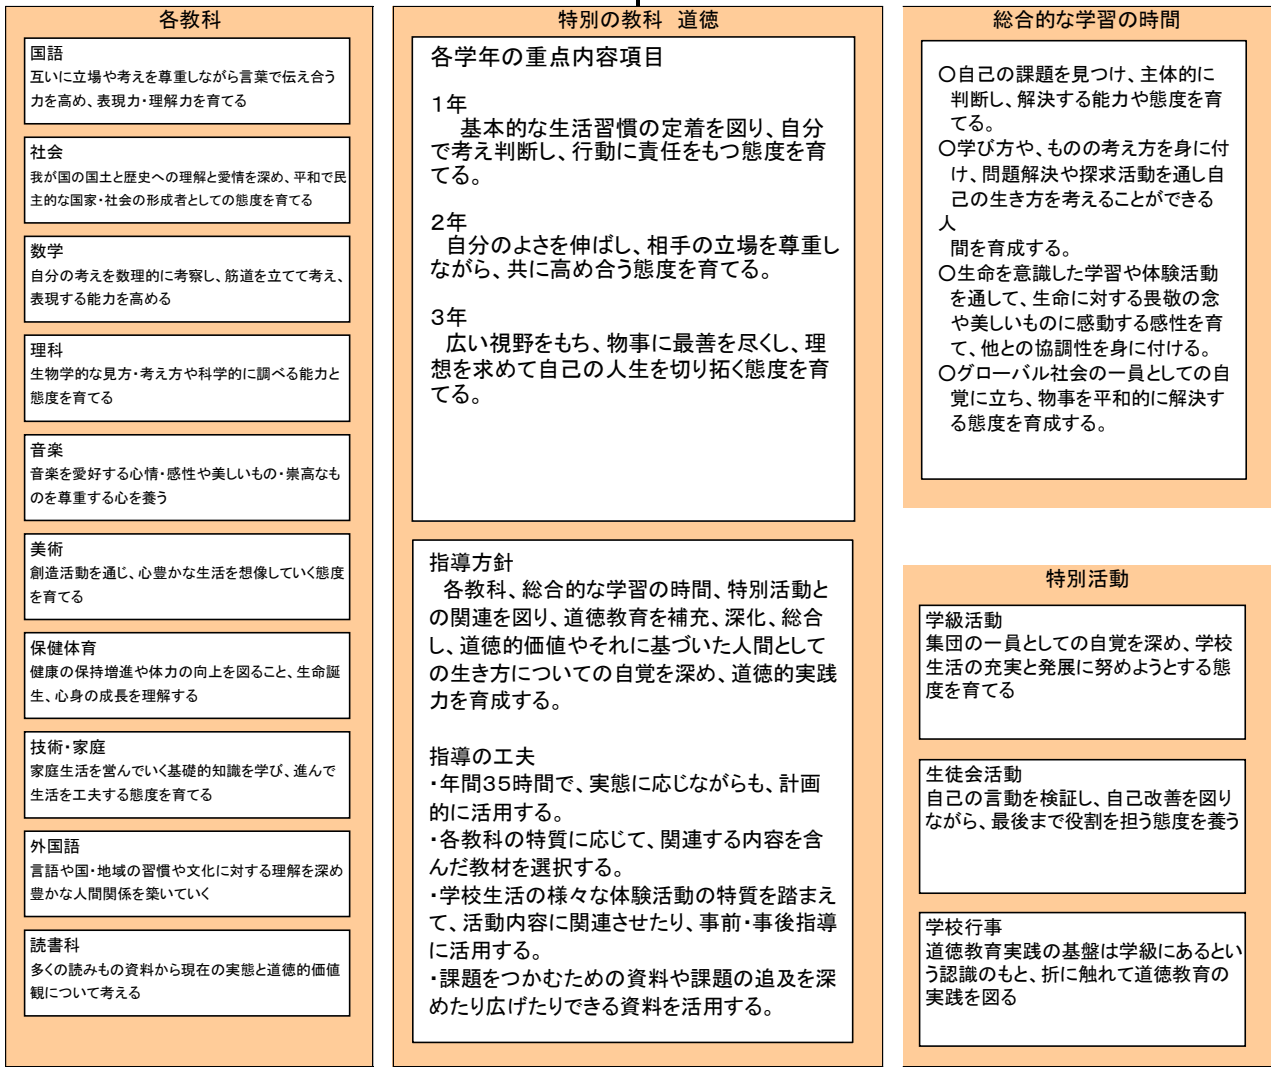 各教科
国語
互いに立場や考えを尊重しながら言葉で伝え合う
力を高め、表現力・理解力を育てる
社会
我が国の国土と歴史への理解と愛情を深め、平和で民
主的な国家・社会の形成者としての態度を育てる
数学
自分の考えを数理的に考察し、筋道を立てて考え、
表現する能力を高める
理科
生物学的な見方・考え方や科学的に調べる能力と
態度を育てる
音楽
音楽を愛好する心情・感性や美しいもの・崇高なも
のを尊重する心を養う
美術
創造活動を通じ、心豊かな生活を想像していく態度
を育てる
保健体育
健康の保持増進や体力の向上を図ること、生命誕
生、心身の成長を理解する
技術・家庭
家庭生活を営んでいく基礎的知識を学び、進んで
生活を工夫する態度を育てる
外国語
言語や国・地域の習慣や文化に対する理解を深め
豊かな人間関係を築いていく
読書科
多くの読みもの資料から現在の実態と道徳的価値
観について考える
特別の教科 道徳
各学年の重点内容項目
1年
基本的な生活習慣の定着を図り、自分
で考え判断し、行動に責任をもつ態度を育
てる。
2年
自分のよさを伸ばし、相手の立場を尊重し
ながら、共に高め合う態度を育てる。
3年
広い視野をもち、物事に最善を尽くし、理
想を求めて自己の人生を切り拓く態度を育
てる。
指導方針
各教科、総合的な学習の時間、特別活動と
の関連を図り、道徳教育を補充、深化、総合
し、道徳的価値やそれに基づいた人間として
の生き方についての自覚を深め、道徳的実践
力を育成する。
指導の工夫
・年間35時間で、実態に応じながらも、計画
的に活用する。
・各教科の特質に応じて、関連する内容を含
んだ教材を選択する。
・学校生活の様々な体験活動の特質を踏まえ
て、活動内容に関連させたり、事前・事後指導
に活用する。
・課題をつかむための資料や課題の追及を深
めたり広げたりできる資料を活用する。
総合的な学習の時間
○自己の課題を見つけ、主体的に
判断し、解決する能力や態度を育
てる。
○学び方や、ものの考え方を身に付
け、問題解決や探求活動を通し自
己の生き方を考えることができる
人
間を育成する。
○生命を意識した学習や体験活動
を通して、生命に対する畏敬の念
や美しいものに感動する感性を育
て、他との協調性を身に付ける。
○グローバル社会の一員としての自
覚に立ち、物事を平和的に解決す
る態度を育成する。
特別活動
学級活動
集団の一員としての自覚を深め、学校
生活の充実と発展に努めようとする態
度を育てる
生徒会活動
自己の言動を検証し、自己改善を図り
ながら、最後まで役割を担う態度を養う
学校行事
道徳教育実践の基盤は学級にあるとい
う認識のもと、折に触れて道徳教育の
実践を図る